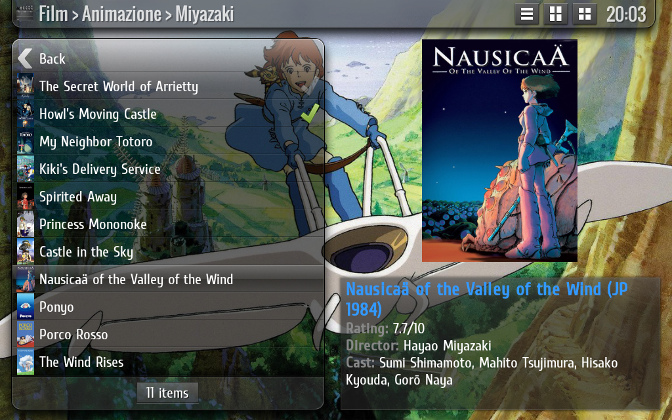 Film > Animazione > Miyazaki
20:03
Back
The Secret World of Arrietty
Howl's Moving Castle
My Neighbor Totoro
Kiki's Delivery Service
Spirited Away
Princess Mononoke
Castle in the Sky
Nausicaä of the Valley of the Wind
Ponyo
Porco Rosso
The Wind Rises
11 items
NAUSICAÄ
OF THE VALLEY OF THE WIND
Nausicaä of the Valley of the Wind (JP
1984)
Rating: 7.7/10
Director: Hayao Miyazaki
Cast: Sumi Shimamoto, Mahito Tsujimura, Hisako
Kyouda, Gorô Naya